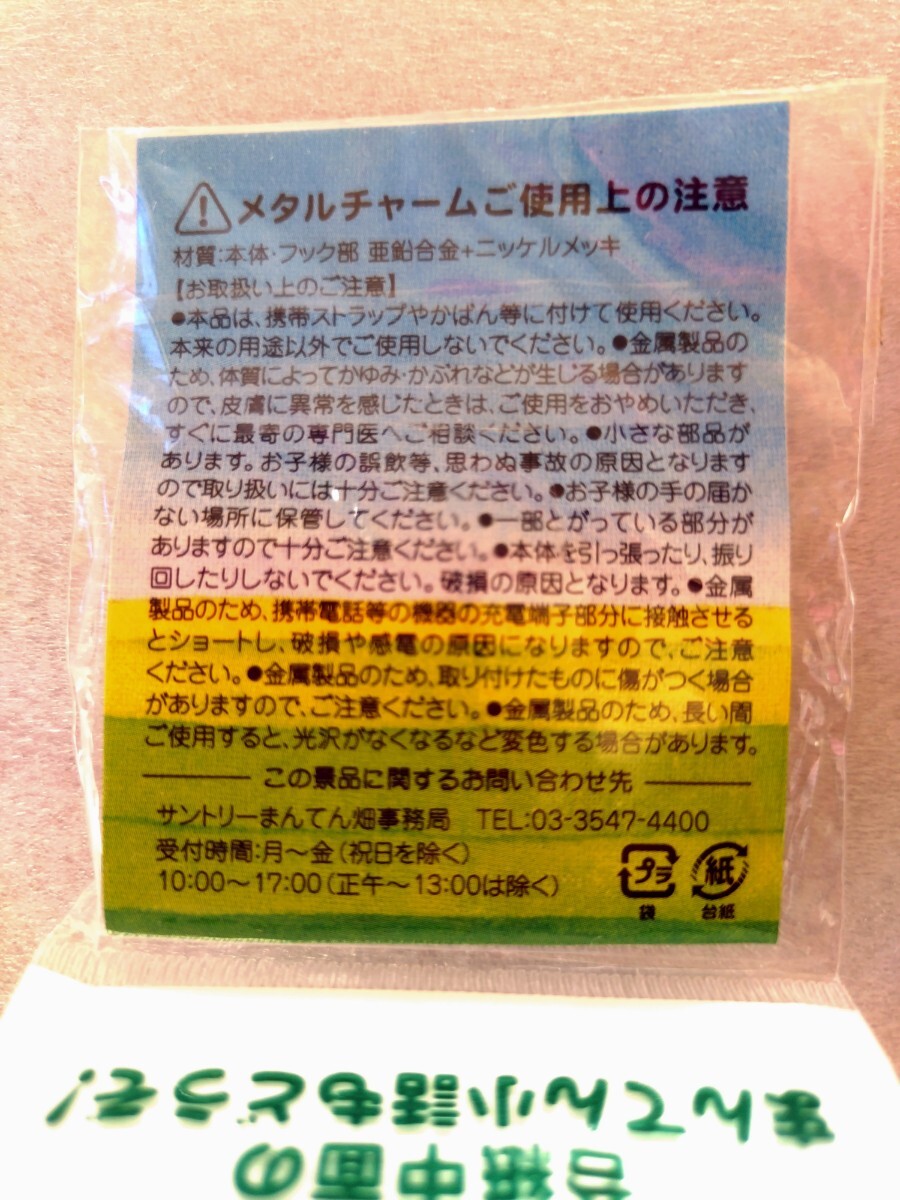 メタルチャームご使用上の注意
材質:本体・フック部 亜鉛合金+ニッケルメッキ
【お取扱い上のご注意】
●本品は、携帯ストラップやかばん等に付けて使用ください。
本来の用途以外でご使用しないでください。●金属製品の
ため、体質によってかゆみ・かぶれなどが生じる場合があります
ので、皮膚に異常を感じたときは、ご使用をおやめいただき、
すぐに最寄の専門医へご相談ください。●小さな部品が
あります。お子様の誤飲等、思わぬ事故の原因となります
ので取り扱いには十分ご注意ください。●お子様の手の届か
ない場所に保管してください。●一部とがっている部分が
ありますので十分ご注意ください。●本体を引っ張ったり、振り
回したりしないでください。破損の原因となります。●金属
製品のため、携帯電話等の機器の充電端子部分に接触させる
とショートし、破損や感電の原因になりますので、ご注意
ください。●金属製品のため、取り付けたものに傷がつく場合
がありますので、ご注意ください。●金属製品のため、長い間
ご使用すると、光沢がなくなるなど変色する場合があります。
この景品に関するお問い合わせ先
サントリーまんてん畑事務局 TEL:03-3547-4400
受付時間:月〜金(祝日を除く)
10:00〜17:00(正午〜13:00は除く)
プラ 紙
袋 台紙
台紙中面の
まんてん小話もどうぞ!